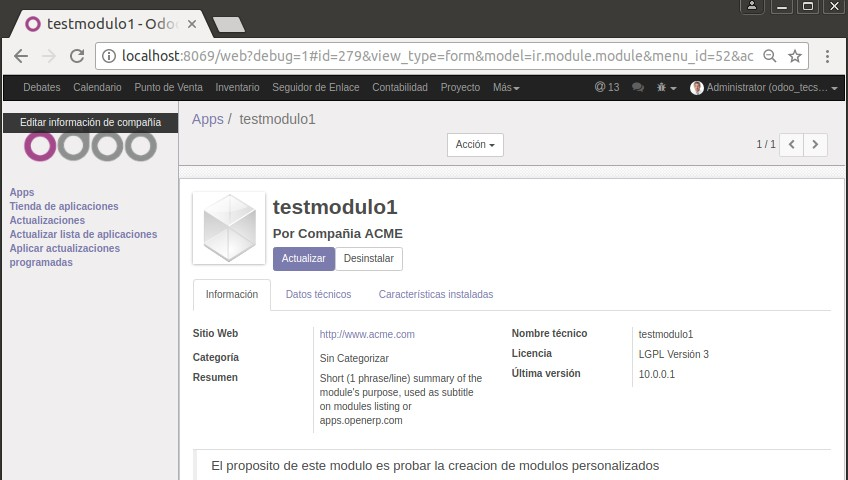 testmodulo1 - Odo
localhost:8069/web?debug=1#id=279&view_type=form&model=ir.module.module&menu_id=52&ac
Debates Calendario Punto de Venta Inventario Seguidor de Enlace Contabilidad Proyecto Más @ 13 Administrator (odoo_tecs...
Editar información de compañía
odoo
Apps / testmodulo1
Acción 1 / 1
Apps
Tienda de aplicaciones
Actualizaciones
Actualizar lista de aplicaciones
Aplicar actualizaciones
programadas
testmodulo1
Por Compañia ACME
Actualizar Desinstalar
Información Datos técnicos Características instaladas
Sitio Web http://www.acme.com
Categoría Sin Categorizar
Resumen Short (1 phrase/line) summary of the
module's purpose, used as subtitle
on modules listing or
apps.openerp.com
Nombre técnico testmodulo1
Licencia LGPL Versión 3
Última versión 10.0.0.1
El proposito de este modulo es probar la creacion de modulos personalizados